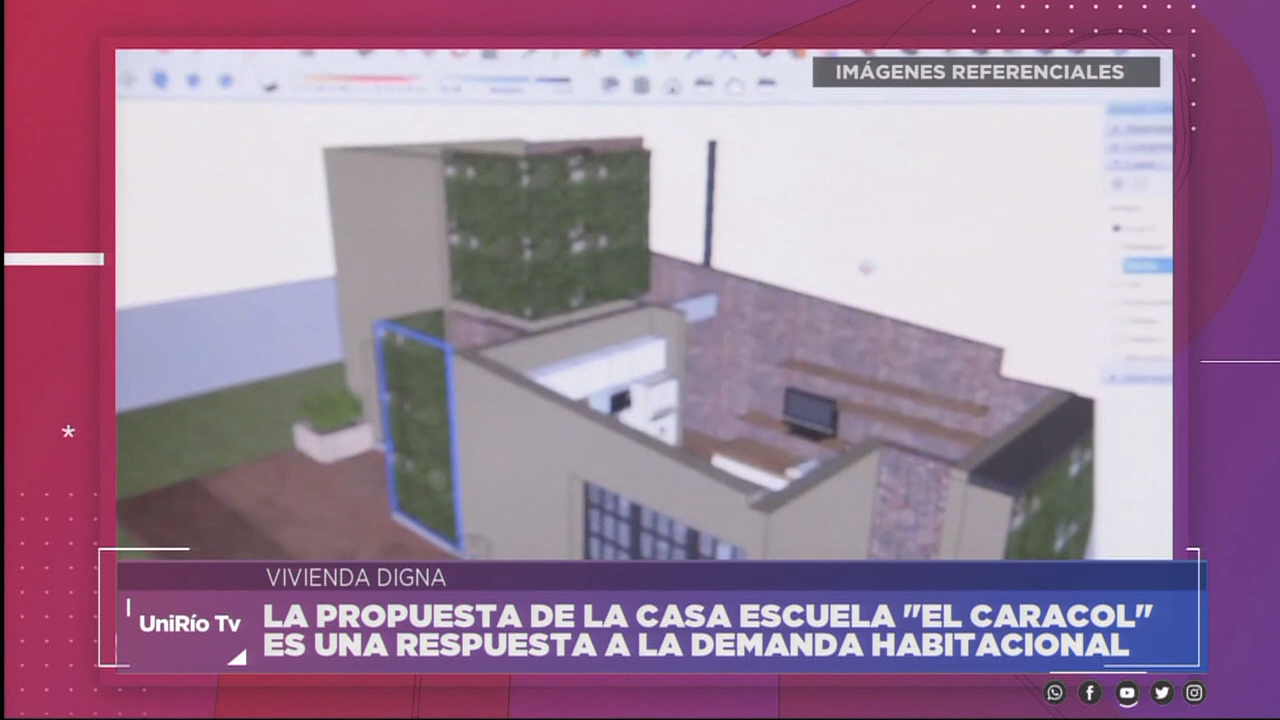 IMÁGENES REFERENCIALES
VIVIENDA DIGNA
UniRío Tv
LA PROPUESTA DE LA CASA ESCUELA "EL CARACOL"
ES UNA RESPUESTA A LA DEMANDA HABITACIONAL